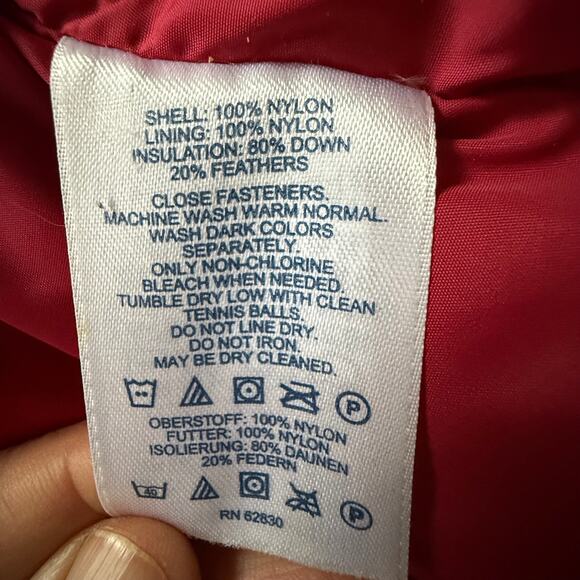 SHELL: 100% NYLON
LINING: 100% NYLON
INSULATION: 80% DOWN
20% FEATHERS
CLOSE FASTENERS.
MACHINE WASH WARM NORMAL.
WASH DARK COLORS
SEPARATELY.
ONLY NON-CHLORINE
BLEACH WHEN NEEDED.
TUMBLE DRY LOW WITH CLEAN
TENNIS BALLS.
DO NOT LINE DRY.
DO NOT IRON.
MAY BE DRY CLEANED.
P
OBERSTOFF: 100% NYLON
FUTTER: 100% NYLON
ISOLIERUNG: 80% DAUNEN
20% FEDERN
40 P
RN 62830